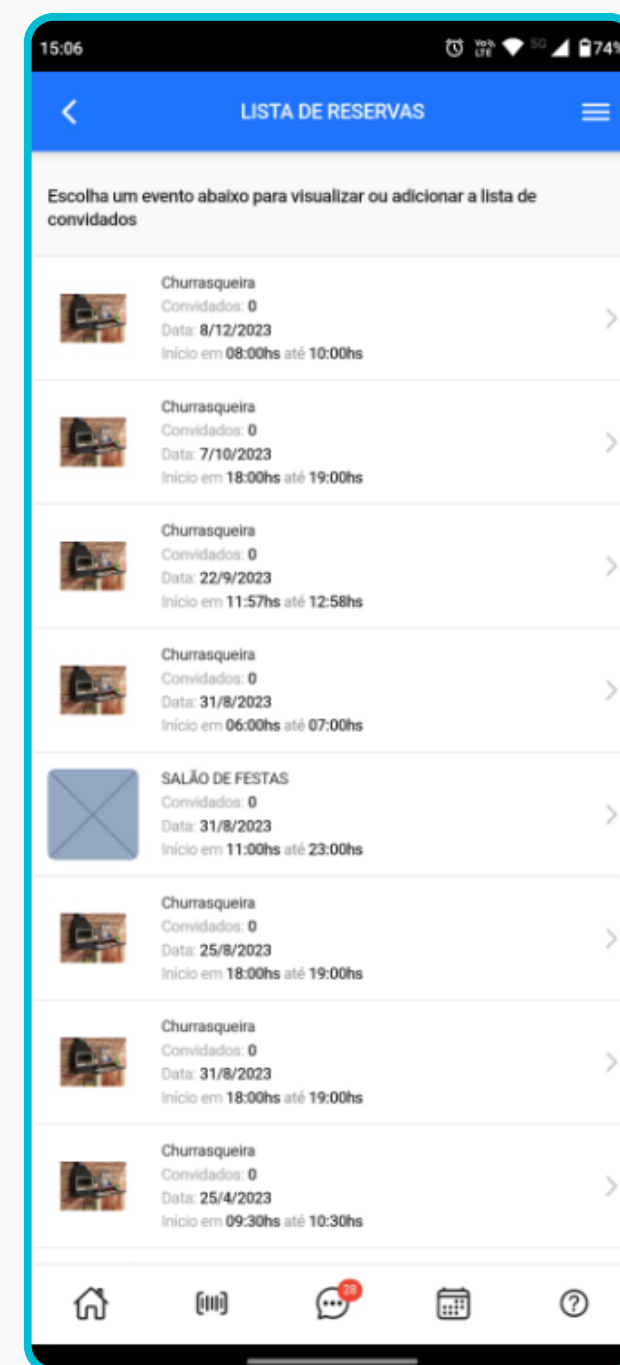 15:06
VoD LTE 5G 74%
LISTA DE RESERVAS
Escolha um evento abaixo para visualizar ou adicionar a lista de
convidados
Churrasqueira
Convidados: 0
Data: 8/12/2023
Início em 08:00hs até 10:00hs
Churrasqueira
Convidados: 0
Data: 7/10/2023
Início em 18:00hs até 19:00hs
Churrasqueira
Convidados: 0
Data: 22/9/2023
Início em 11:57hs até 12:58hs
Churrasqueira
Convidados: 0
Data: 31/8/2023
Início em 06:00hs até 07:00hs
SALÃO DE FESTAS
Convidados: 0
Data: 31/8/2023
Início em 11:00hs até 23:00hs
Churrasqueira
Convidados: 0
Data: 25/8/2023
Início em 18:00hs até 19:00hs
Churrasqueira
Convidados: 0
Data: 31/8/2023
Início em 18:00hs até 19:00hs
Churrasqueira
Convidados: 0
Data: 25/4/2023
Início em 09:30hs até 10:30hs
28